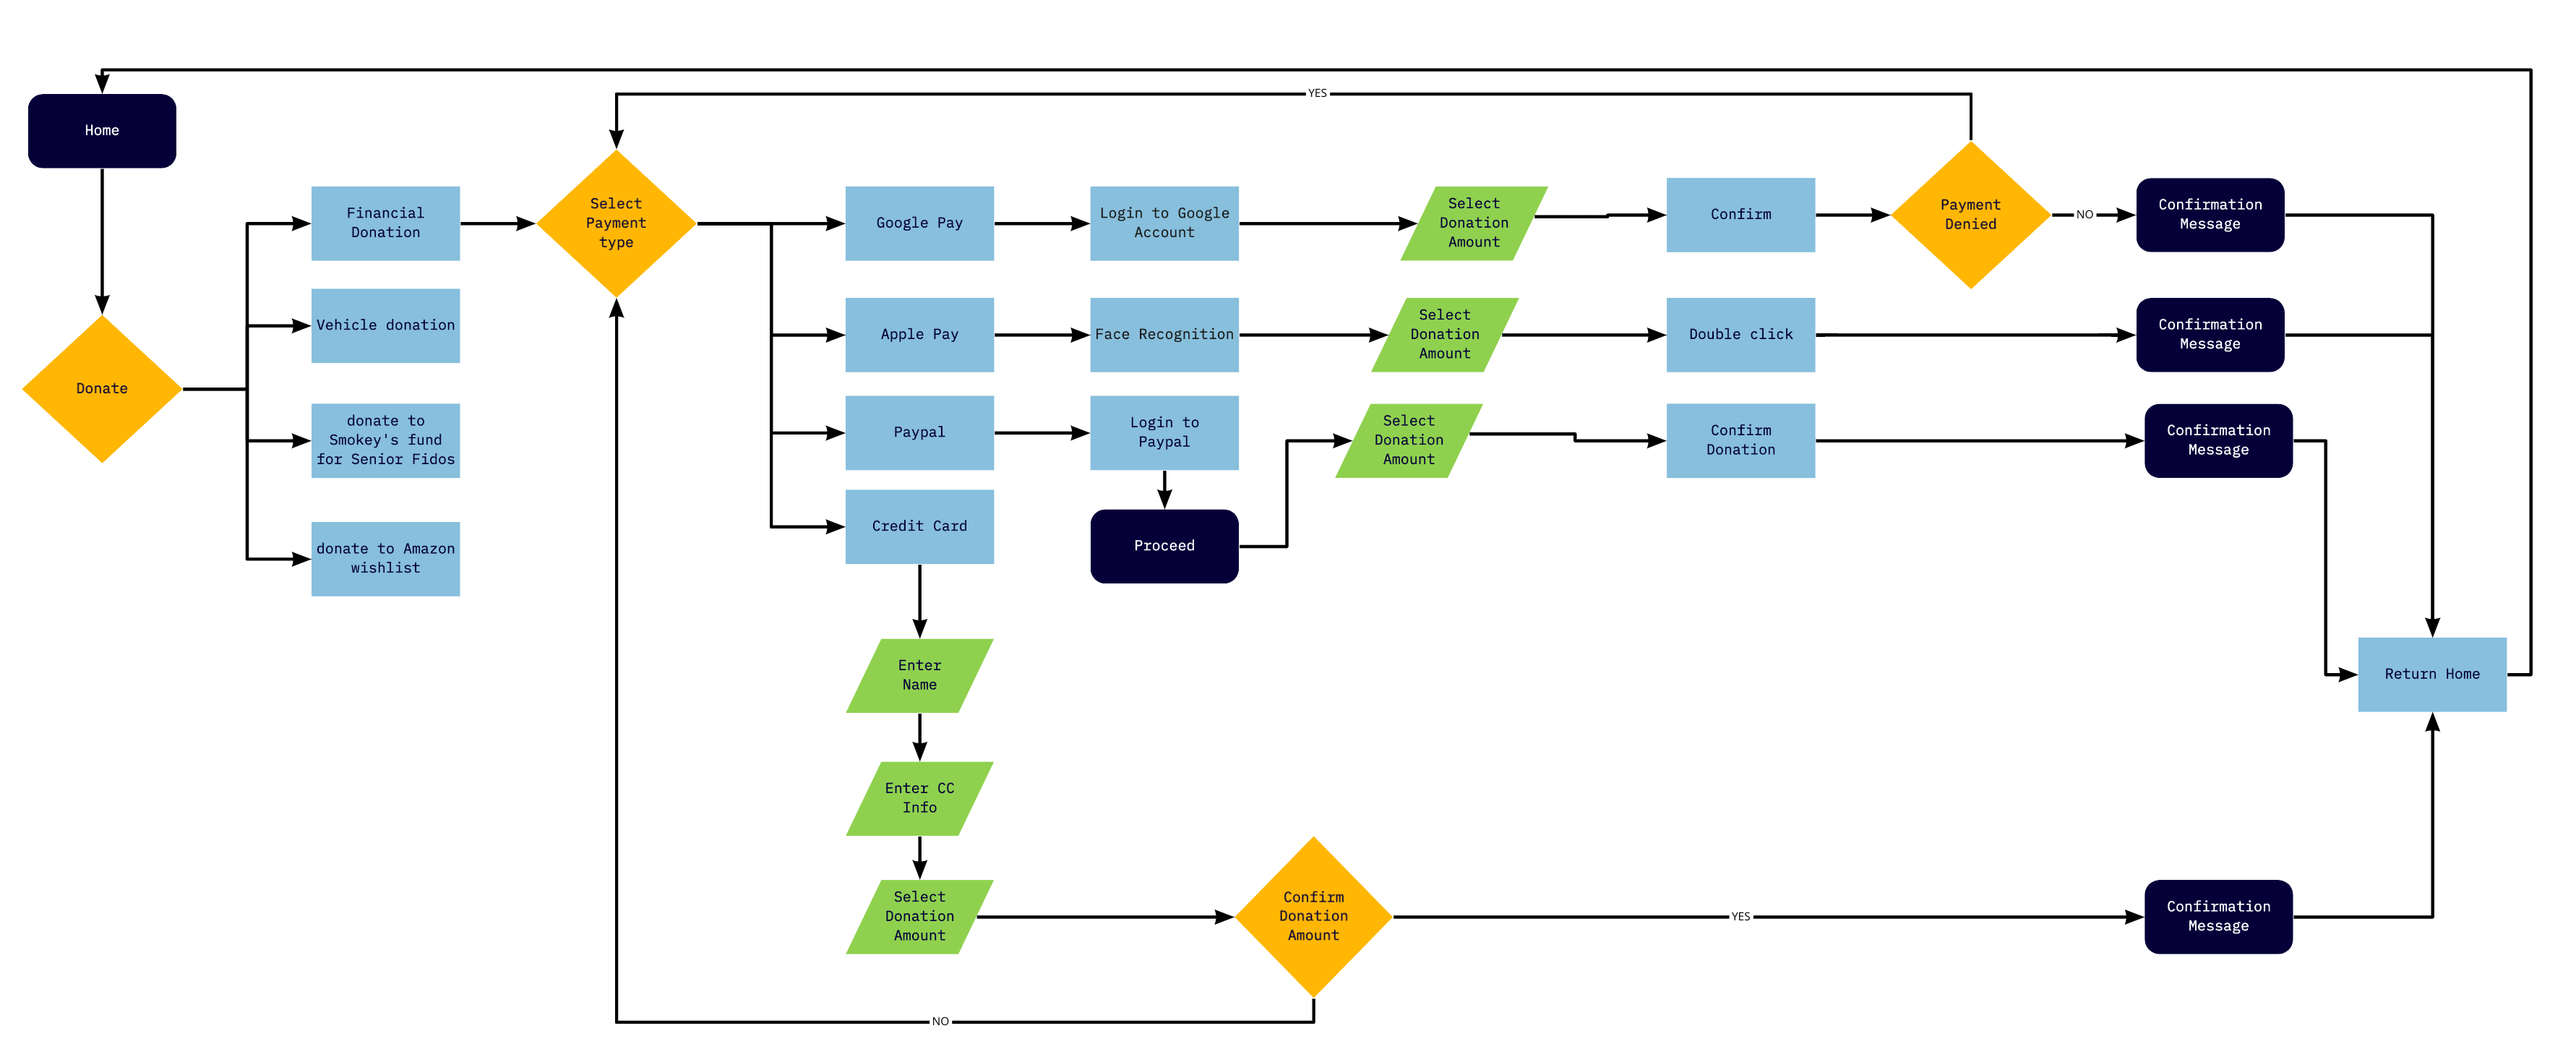 YES
Home
Select
Payment
type
Financial
Donation
Google Pay
Login to Google
Account
Select
Donation
Amount
Confirm
Payment
Denied
NO
Confirmation
Message
Vehicle donation
Apple Pay
Face Recognition
Select
Donation
Amount
Double click
Confirmation
Message
Donate
donate to
Smokey's fund
for Senior Fidos
Paypal
Login to
Paypal
Select
Donation
Amount
Confirm
Donation
Confirmation
Message
donate to Amazon
wishlist
Credit Card
Proceed
Enter
Name
Return Home
Enter CC
Info
Select
Donation
Amount
Confirm
Donation
Amount
YES
Confirmation
Message
NO